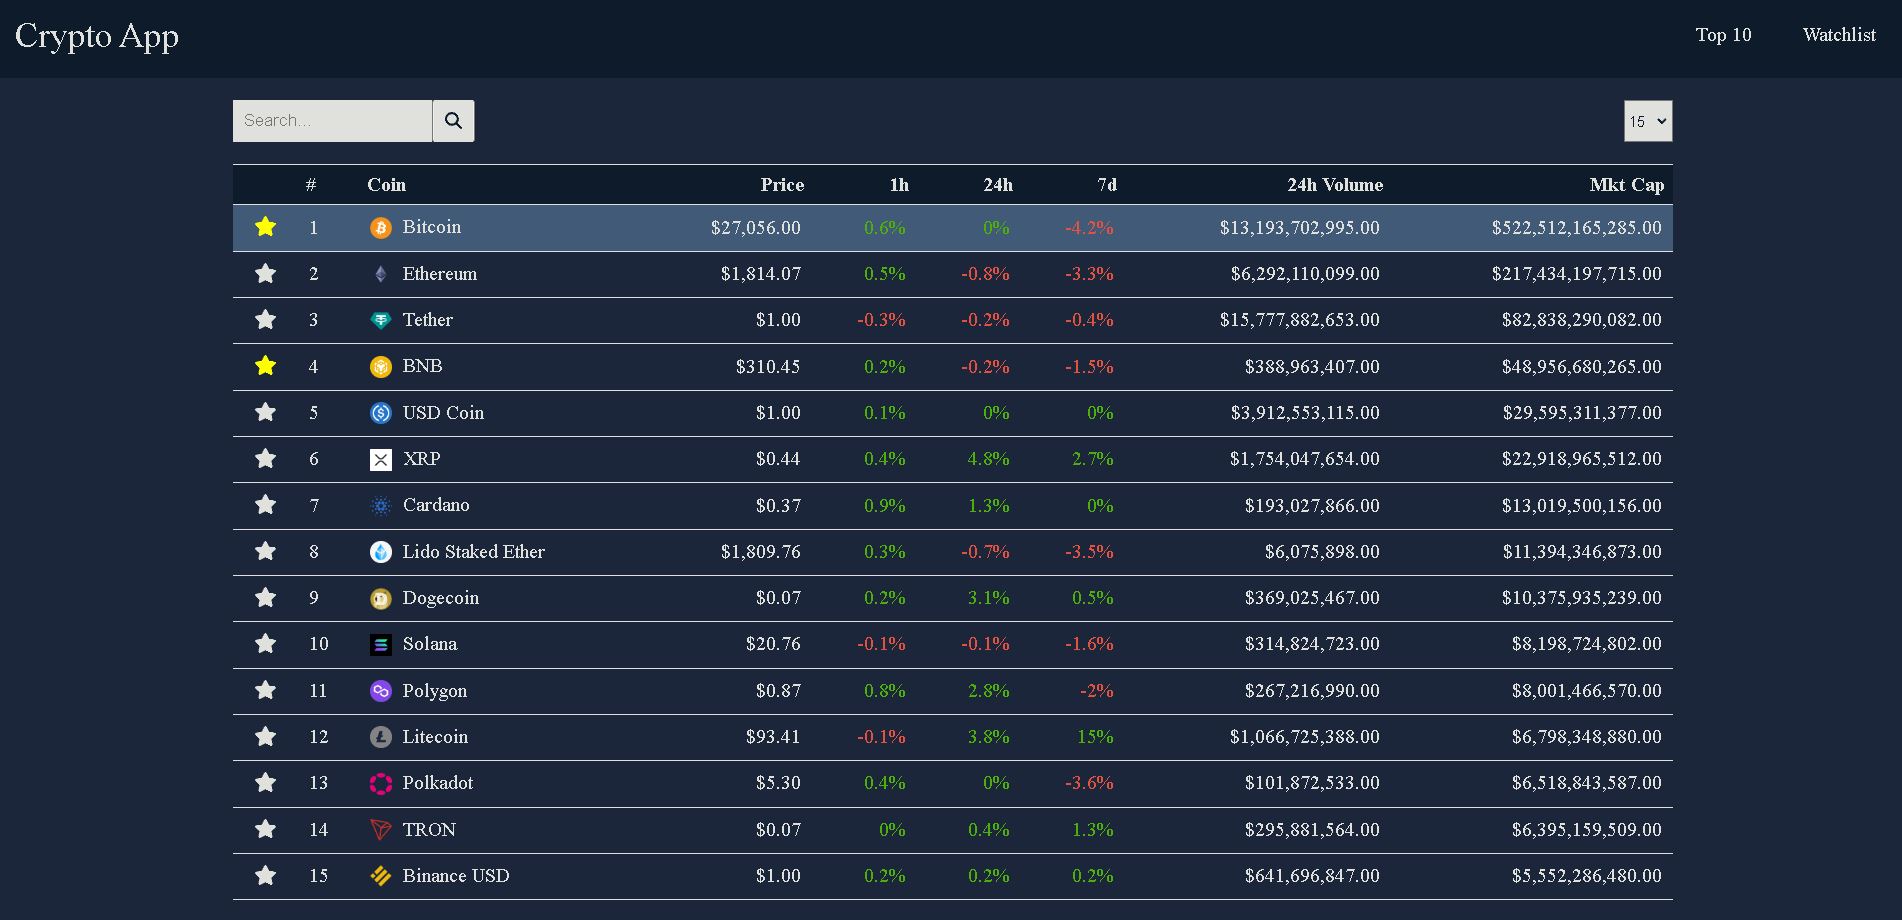 Crypto App Top 10 Watchlist
Search... 15
# Coin Price 1h 24h 7d 24h Volume Mkt Cap
1 Bitcoin $27,056.00 0.6% 0% -4.2% $13,193,702,995.00 $522,512,165,285.00
2 Ethereum $1,814.07 0.5% -0.8% -3.3% $6,292,110,099.00 $217,434,197,715.00
3 Tether $1.00 -0.3% -0.2% -0.4% $15,777,882,653.00 $82,838,290,082.00
4 BNB $310.45 0.2% -0.2% -1.5% $388,963,407.00 $48,956,680,265.00
5 USD Coin $1.00 0.1% 0% 0% $3,912,553,115.00 $29,595,311,377.00
6 XRP $0.44 0.4% 4.8% 2.7% $1,754,047,654.00 $22,918,965,512.00
7 Cardano $0.37 0.9% 1.3% 0% $193,027,866.00 $13,019,500,156.00
8 Lido Staked Ether $1,809.76 0.3% -0.7% -3.5% $6,075,898.00 $11,394,346,873.00
9 Dogecoin $0.07 0.2% 3.1% 0.5% $369,025,467.00 $10,375,935,239.00
10 Solana $20.76 -0.1% -0.1% -1.6% $314,824,723.00 $8,198,724,802.00
11 Polygon $0.87 0.8% 2.8% -2% $267,216,990.00 $8,001,466,570.00
12 Litecoin $93.41 -0.1% 3.8% 15% $1,066,725,388.00 $6,798,348,880.00
13 Polkadot $5.30 0.4% 0% -3.6% $101,872,533.00 $6,518,843,587.00
14 TRON $0.07 0% 0.4% 1.3% $295,881,564.00 $6,395,159,509.00
15 Binance USD $1.00 0.2% 0.2% 0.2% $641,696,847.00 $5,552,286,480.00